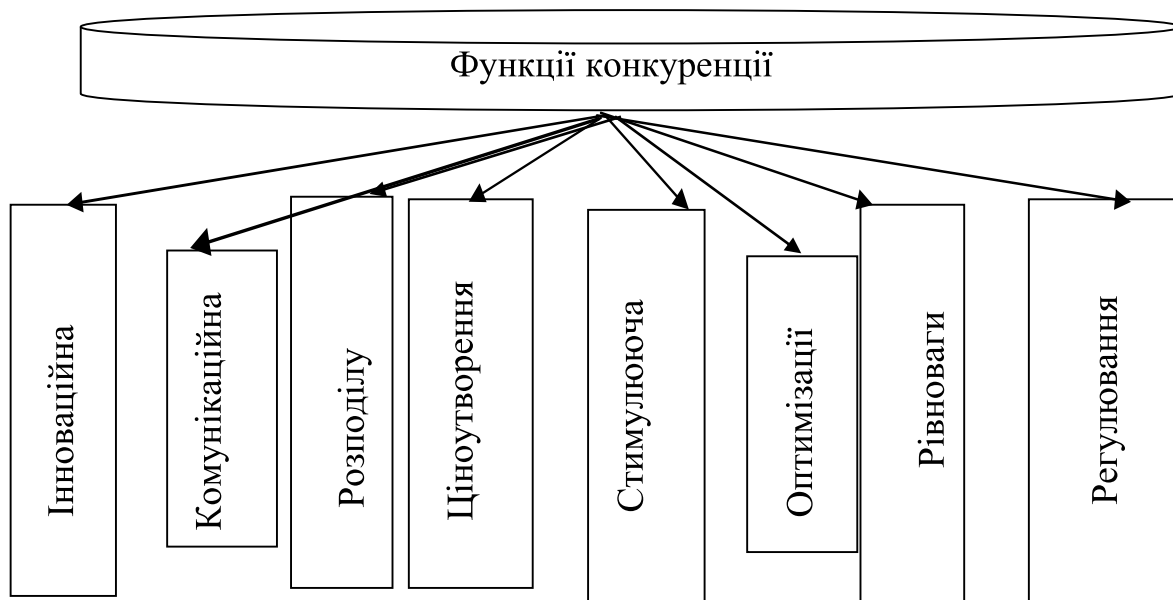 Функції конкуренції
Інноваційна
Комунікаційна
Розподілу
Ціноутворення
Стимулююча
Оптимізації
Рівноваги
Регулювання